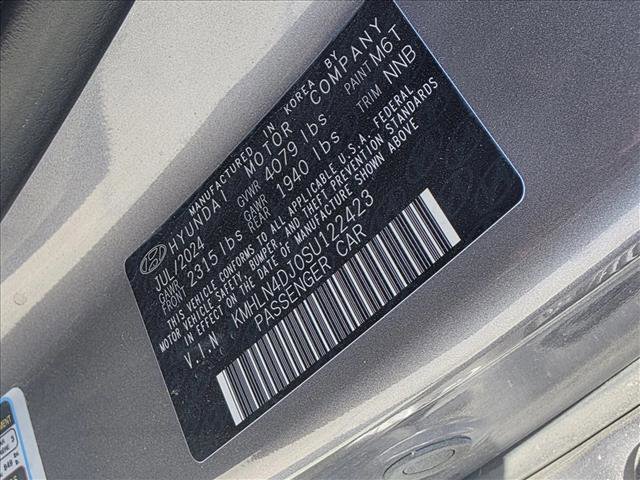 MANUFACTURED IN KOREA BY
HYUNDAI MOTOR COMPANY
JUL/2024 GVWR 4079 lbs PAINT M6T
GAWR FRONT 2315 lbs GAWR REAR 1940 lbs TRIM NNB
THIS VEHICLE CONFORMS TO ALL APPLICABLE U.S.A. FEDERAL
MOTOR VEHICLE SAFETY, BUMPER, AND THEFT PREVENTION STANDARDS
IN EFFECT ON THE DATE OF MANUFACTURE SHOWN ABOVE
V.I.N KMHLN4DJ0SU122423
PASSENGER CAR